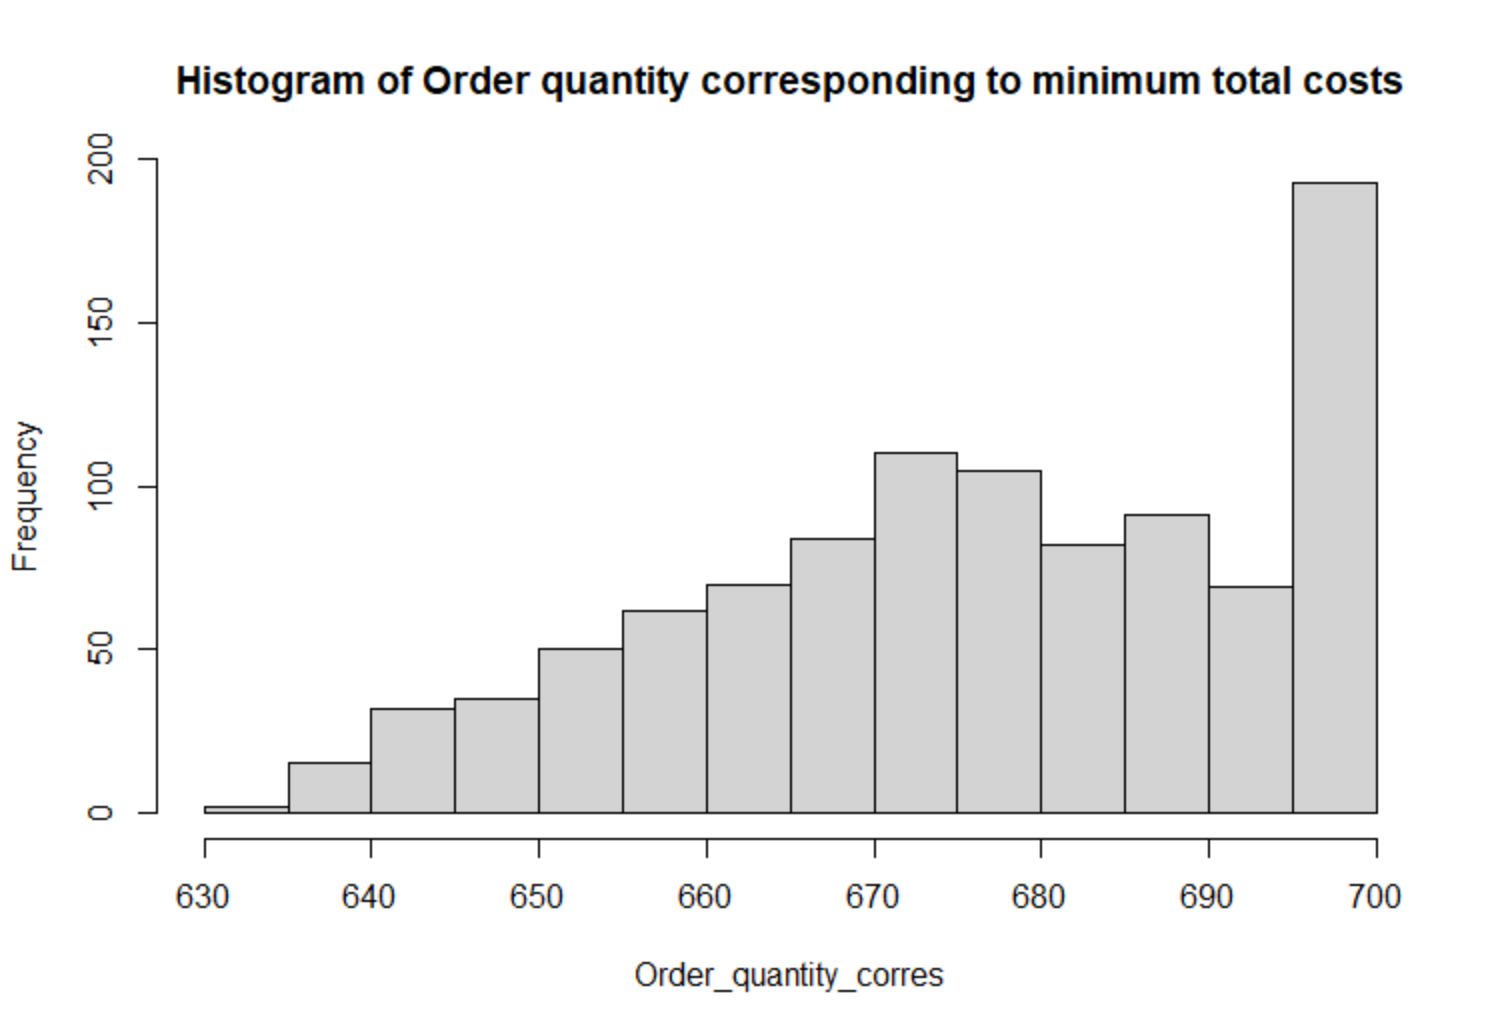 Histogram of Order quantity corresponding to minimum total costs
200
150
100
50
0
Frequency
630 640 650 660 670 680 690 700
Order_quantity_corres